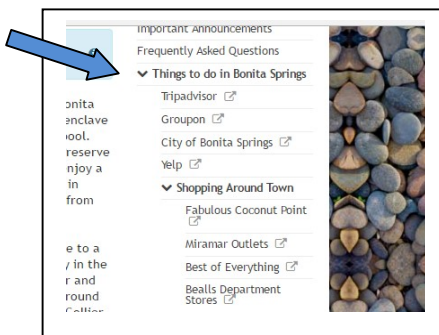 Important Announcements
Frequently Asked Questions
Things to do in Bonita Springs
Tripadvisor
Groupon
City of Bonita Springs
Yelp
Shopping Around Town
Fabulous Coconut Point
Miramar Outlets
Best of Everything
Bealls Department
Stores
onita
enclave
ool.
reserve
njoy a
in
from
e to a
y in the
r and
round